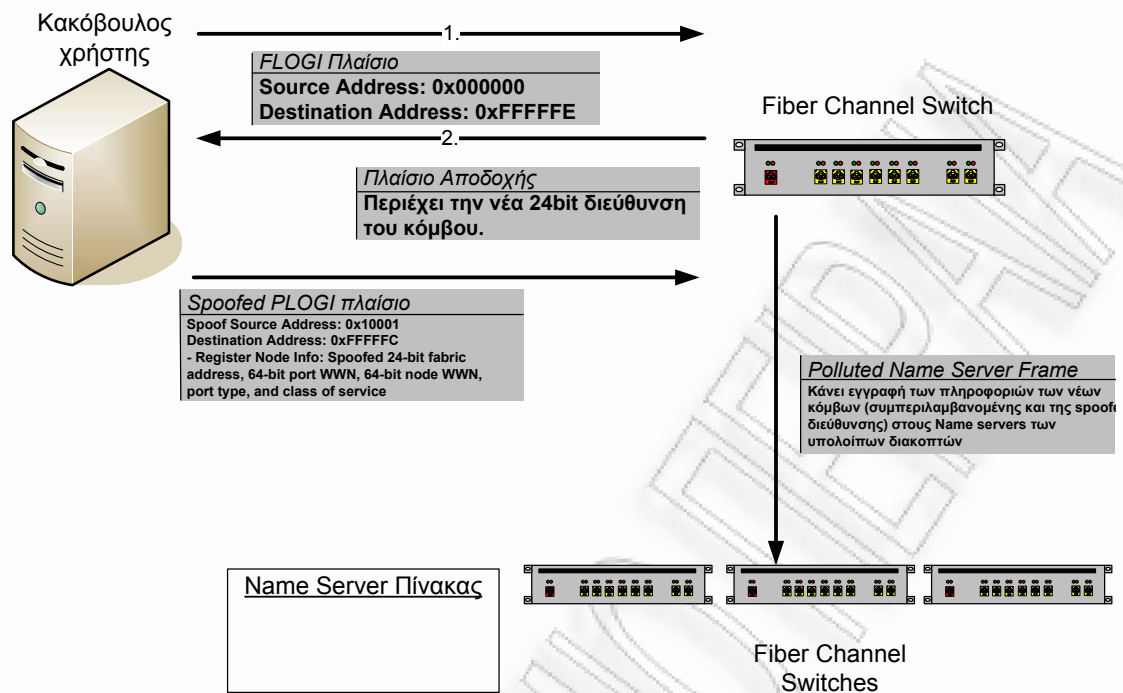 Κακόβουλος
χρήστης
1.
FLOGI Πλαίσιο
Source Address: 0x000000
Destination Address: 0xFFFFFE
2.
Πλαίσιο Αποδοχής
Περιέχει την νέα 24bit διεύθυνση
του κόμβου.
Fiber Channel Switch
Spoofed PLOGI πλαίσιο
Spoof Source Address: 0x10001
Destination Address: 0xFFFFFC
- Register Node Info: Spoofed 24-bit fabric
address, 64-bit port WWN, 64-bit node WWN,
port type, and class of service
Polluted Name Server Frame
Κάνει εγγραφή των πληροφοριών των νέων
κόμβων (συμπεριλαμβανομένης και της spoofe
διεύθυνσης) στους Name servers των
υπολοίπων διακοπτών
Name Server Πίνακας
Fiber Channel
Switches